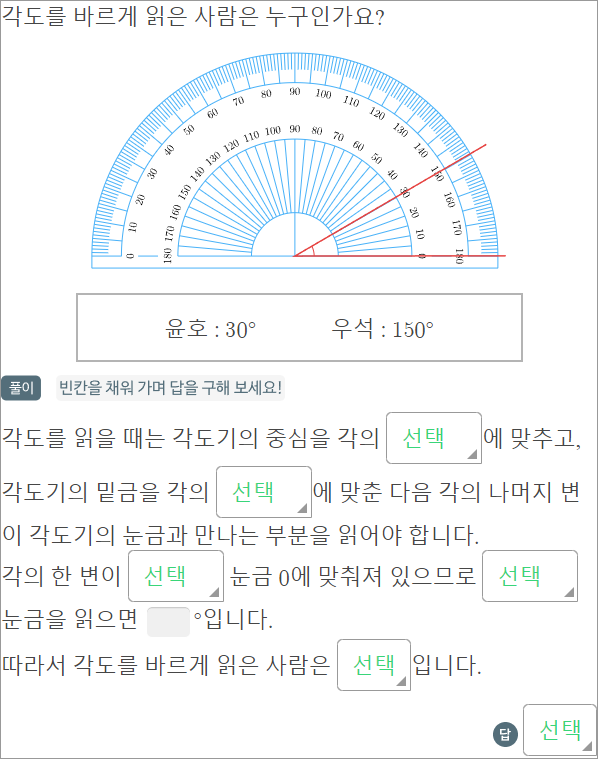 각도를 바르게 읽은 사람은 누구인가요?
0 10 20 30 40 50 60 70 80 90 100 110 120 130 140 150 160 170 180
180 170 160 150 140 130 120 110 100 90 80 70 60 50 40 30 20 10 0
윤호 : 30° 우석 : 150°
풀이 빈칸을 채워 가며 답을 구해 보세요!
각도를 읽을 때는 각도기의 중심을 각의 선택 에 맞추고,
각도기의 밑금을 각의 선택 에 맞춘 다음 각의 나머지 변
이 각도기의 눈금과 만나는 부분을 읽어야 합니다.
각의 한 변이 선택 눈금 0에 맞춰져 있으므로 선택
눈금을 읽으면 °입니다.
따라서 각도를 바르게 읽은 사람은 선택 입니다.
답 선택